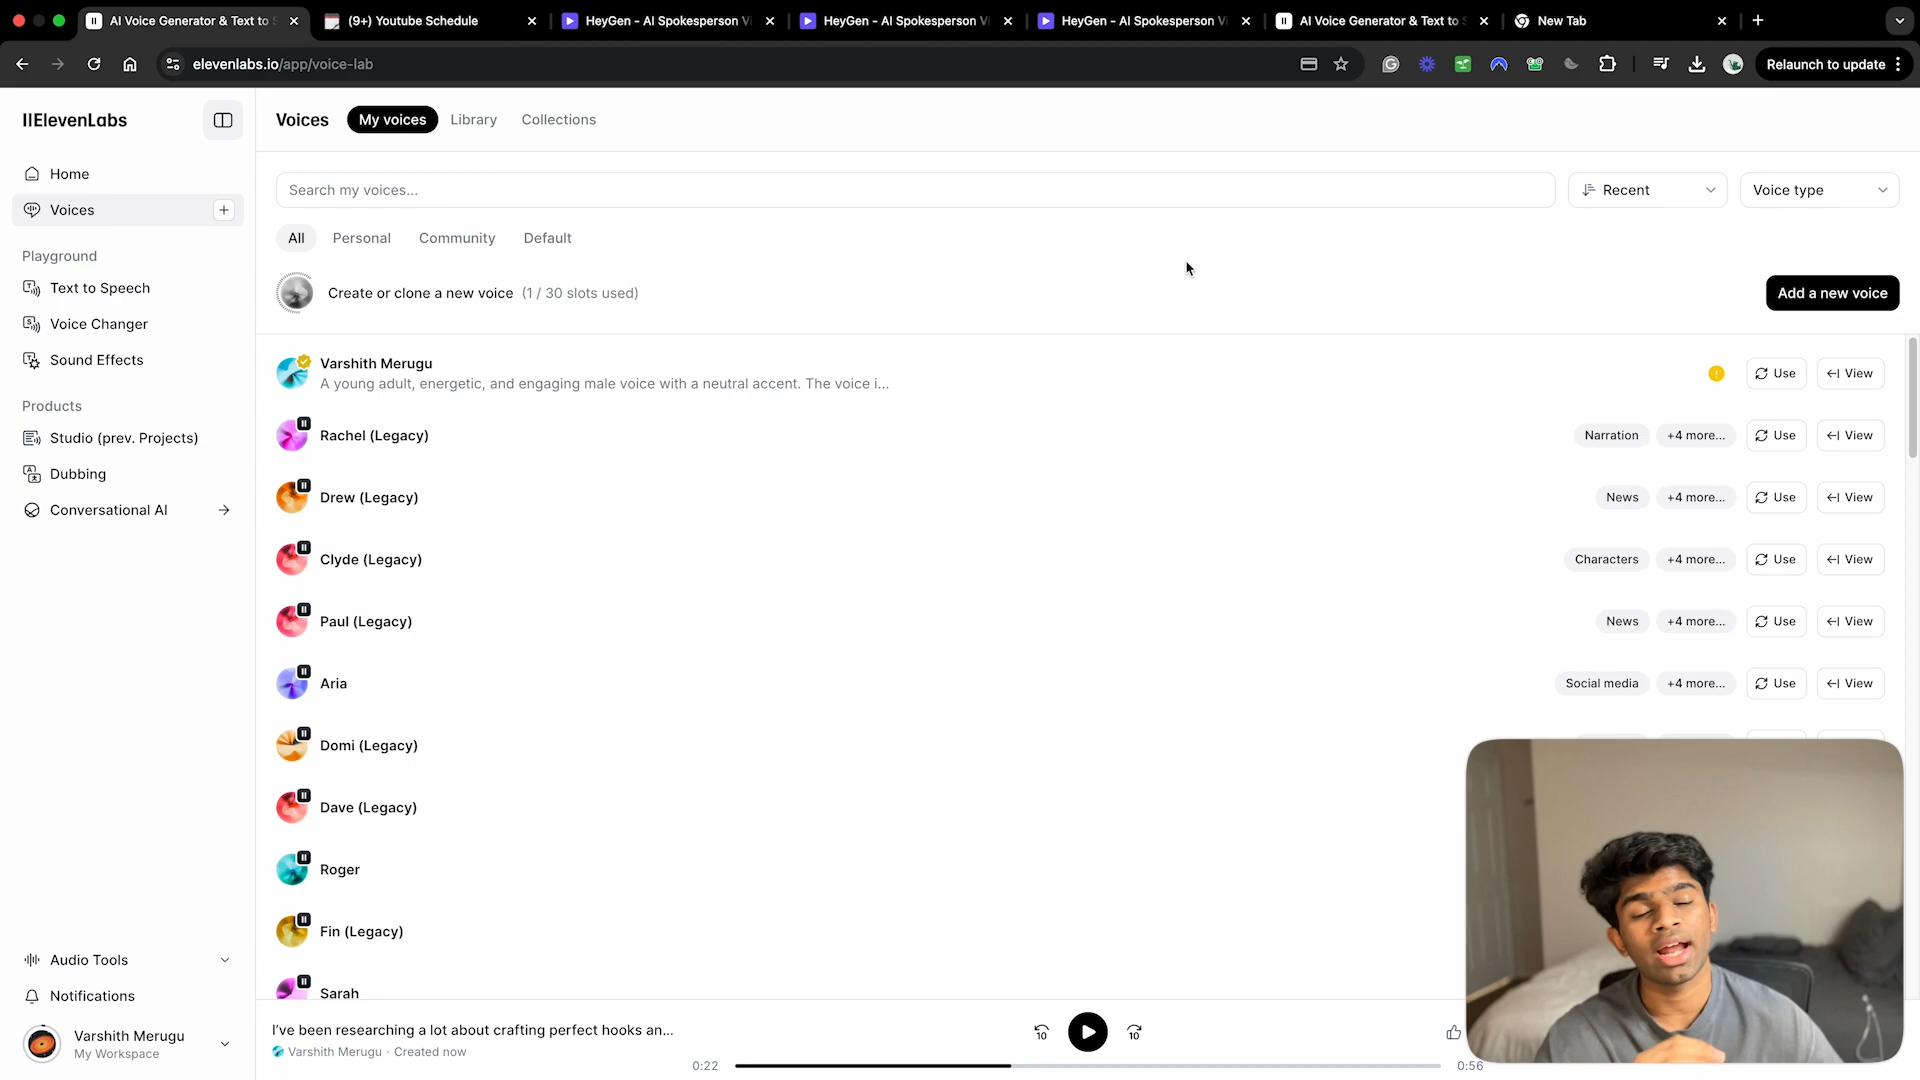 AI Voice Generator & Text to S
(9+) Youtube Schedule
HeyGen - AI Spokesperson Vi
HeyGen - AI Spokesperson Vi
HeyGen - AI Spokesperson Vi
AI Voice Generator & Text to S
New Tab
elevenlabs.io/app/voice-lab
Relaunch to update
IIElevenLabs
Home
Voices
Playground
Text to Speech
Voice Changer
Sound Effects
Products
Studio (prev. Projects)
Dubbing
Conversational AI
Audio Tools
Notifications
Varshith Merugu
My Workspace
Voices
My voices
Library
Collections
Search my voices...
Recent
Voice type
All
Personal
Community
Default
Create or clone a new voice (1 / 30 slots used)
Add a new voice
Varshith Merugu
A young adult, energetic, and engaging male voice with a neutral accent. The voice i...
Use
View
Rachel (Legacy)
Narration
+4 more...
Use
View
Drew (Legacy)
News
+4 more...
Use
View
Clyde (Legacy)
Characters
+4 more...
Use
View
Paul (Legacy)
News
+4 more...
Use
View
Aria
Social media
+4 more...
Use
View
Domi (Legacy)
Dave (Legacy)
Roger
Fin (Legacy)
Sarah
I've been researching a lot about crafting perfect hooks an...
Varshith Merugu · Created now
10
10
0:22
0:56